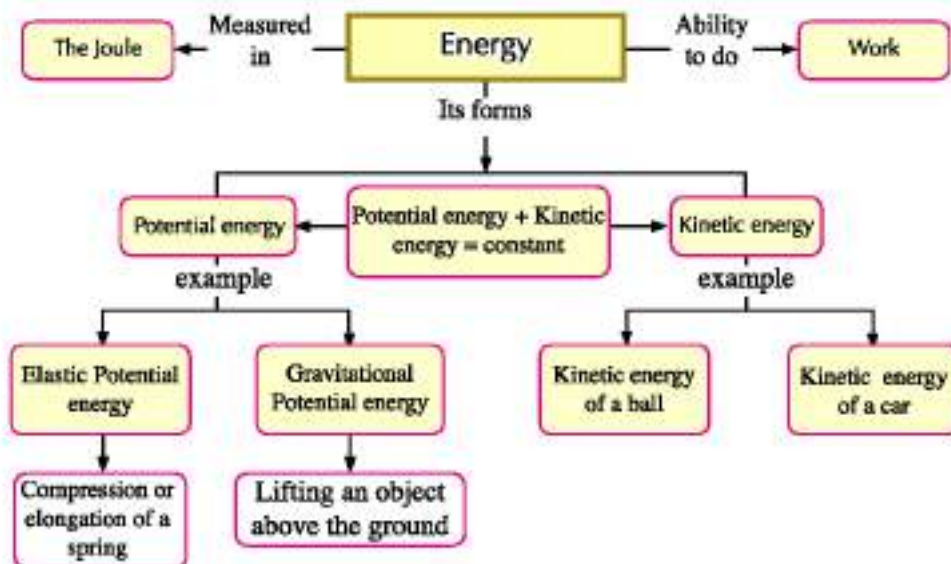 The Joule
Measured
in
Energy
Ability
to do
Work
Its forms
Potential energy
Potential energy + Kinetic
energy = constant
Kinetic energy
example
example
Elastic Potential
energy
Gravitational
Potential energy
Kinetic energy
of a ball
Kinetic energy
of a car
Compression or
elongation of a
spring
Lifting an object
above the ground